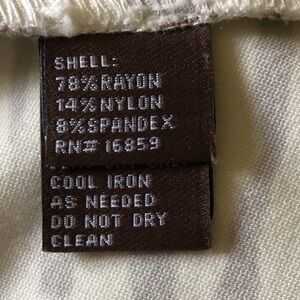 SHELL:
78% RAYON
14% NYLON
8% SPANDEX
RN# 16859
COOL IRON
AS NEEDED
DO NOT DRY
CLEAN